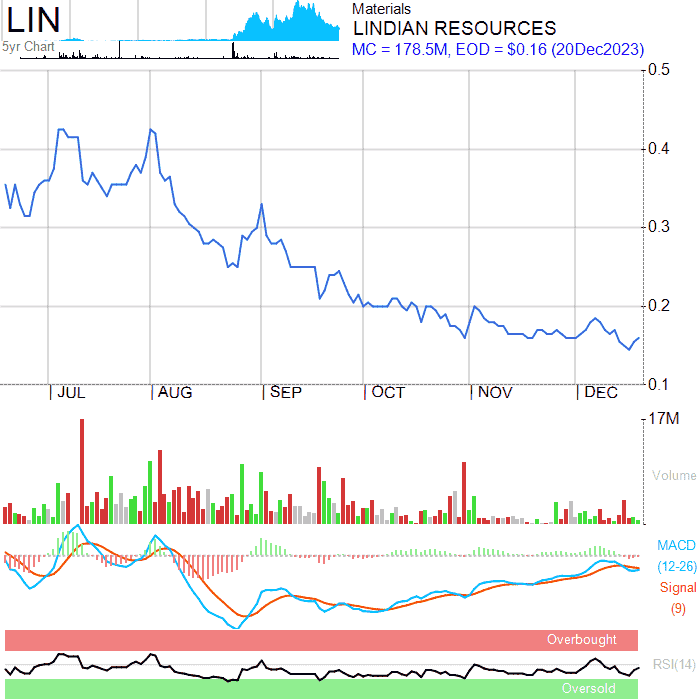 LIN
5yr Chart
Materials
LINDIAN RESOURCES
MC = 178.5M, EOD = $0.16 (20Dec2023)
0.5
0.4
0.3
0.2
0.1
JUL AUG SEP OCT NOV DEC
17M
Volume
MACD
(12-26)
Signal
(9)
Overbought
RSI(14)
Oversold